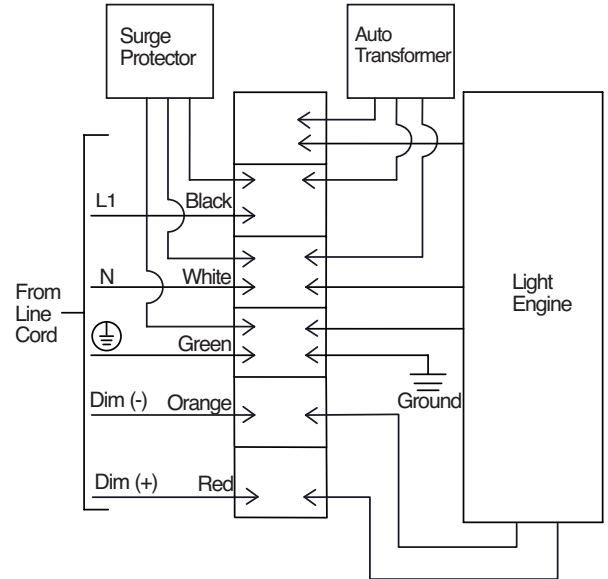 Surge
Protector
Auto
Transformer
L1
Black
N
White
From
Line
Cord
Green
Light
Engine
Ground
Dim (-)
Orange
Dim (+)
Red